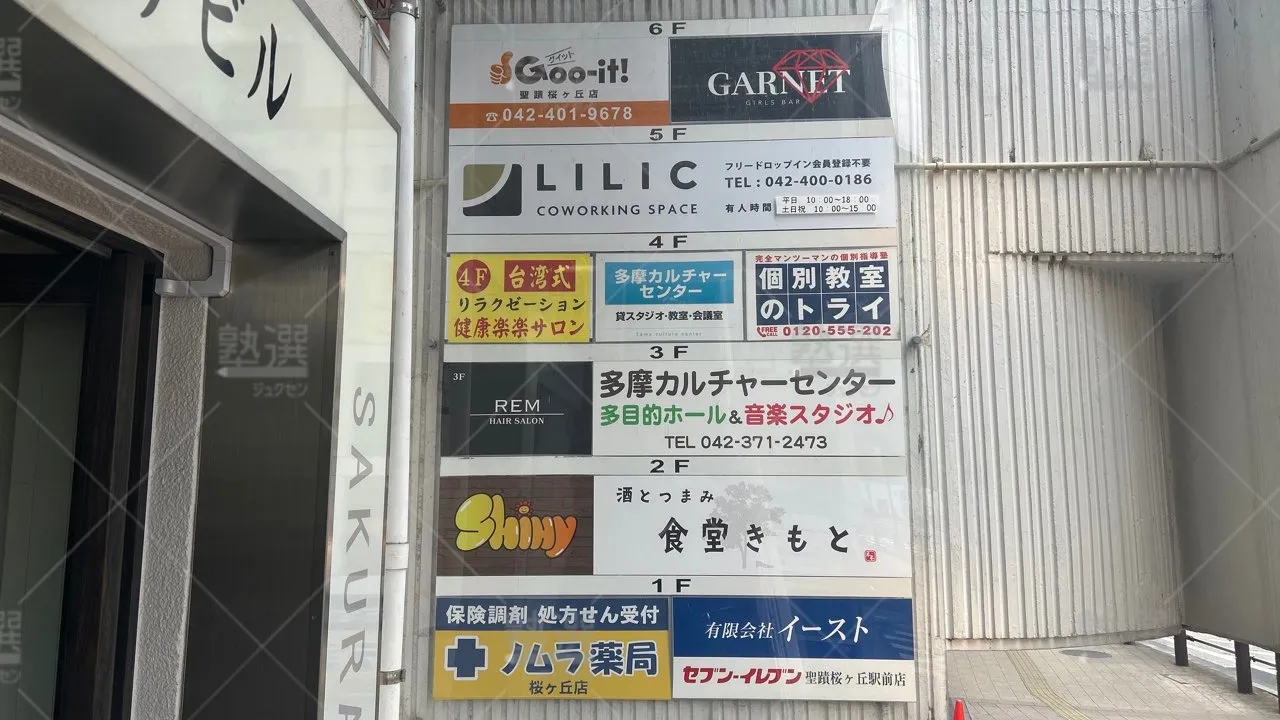 ビル
SAKURA
6F
グイット
Goo-it!
聖蹟桜ヶ丘店
☎042-401-9678
GARNET
GIRLS BAR
5F
LILIC
COWORKING SPACE
フリードロップイン会員登録不要
TEL:042-400-0186
有人時間
平日 10:00~18:00
土日祝 10:00~15:00
4F
4F 台湾式
リラクゼーション
健康楽楽サロン
多摩カルチャー
センター
貸スタジオ・教室・会議室
tama culture center
完全マンツーマンの個別指導塾
個別教室
のトライ
FREE CALL 0120-555-202
3F
3F
REM
HAIR SALON
多摩カルチャーセンター
多目的ホール&音楽スタジオ♪
TEL 042-371-2473
2F
Shiny
酒とつまみ
食堂きもと
1F
保険調剤 処方せん受付
ノムラ薬局
桜ヶ丘店
有限会社イースト
セブン-イレブン 聖蹟桜ヶ丘駅前店
塾選
ジュクセン